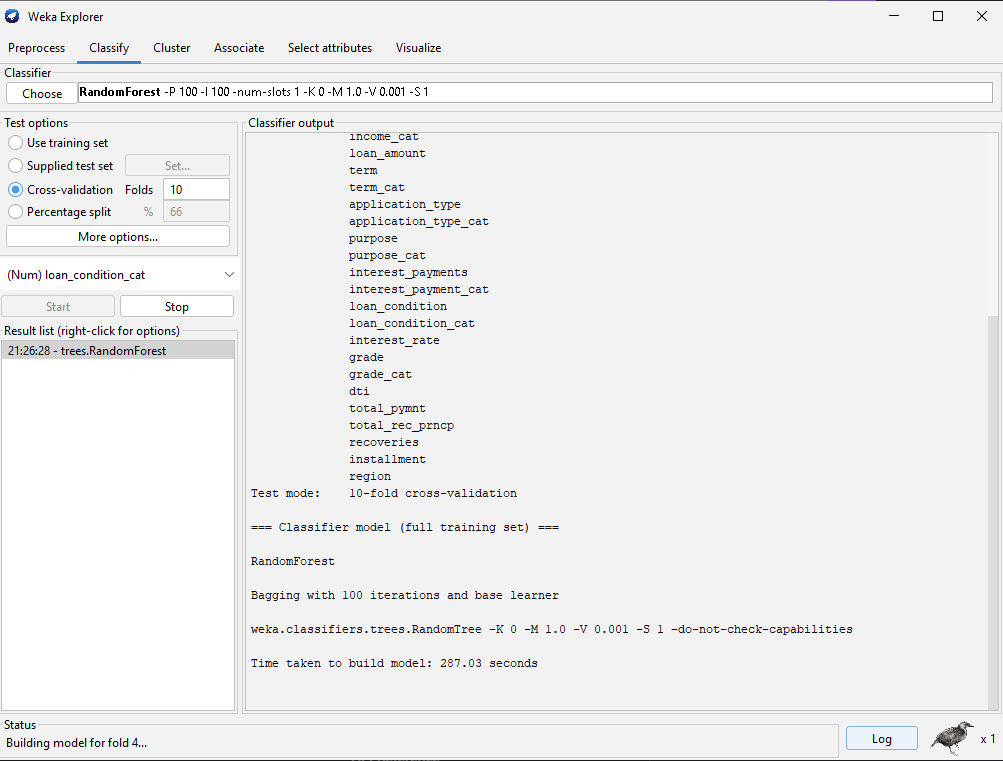 Weka Explorer
Preprocess Classify Cluster Associate Select attributes Visualize
Classifier
Choose RandomForest -P 100 -I 100 -num-slots 1 -K 0 -M 1.0 -V 0.001 -S 1
Test options
Use training set
Supplied test set Set...
Cross-validation Folds 10
Percentage split % 66
More options...
(Num) loan_condition_cat
Start Stop
Result list (right-click for options)
21:26:28 - trees.RandomForest
Classifier output
income_cat
loan_amount
term
term_cat
application_type
application_type_cat
purpose
purpose_cat
interest_payments
interest_payment_cat
loan_condition
loan_condition_cat
interest_rate
grade
grade_cat
dti
total_pymnt
total_rec_prncp
recoveries
installment
region
Test mode: 10-fold cross-validation
=== Classifier model (full training set) ===
RandomForest
Bagging with 100 iterations and base learner
weka.classifiers.trees.RandomTree -K 0 -M 1.0 -V 0.001 -S 1 -do-not-check-capabilities
Time taken to build model: 287.03 seconds
Status
Building model for fold 4...
Log x 1